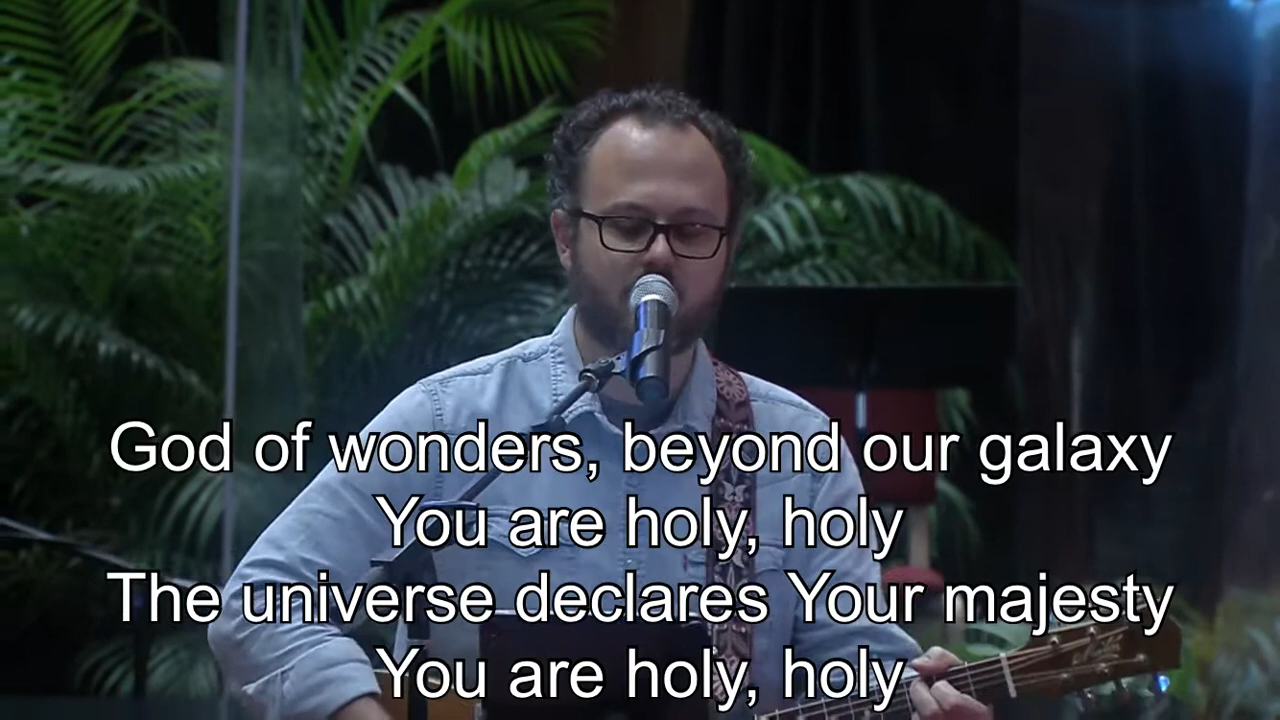 God of wonders, beyond our galaxy
You are holy, holy
The universe declares Your majesty
You are holy, holy